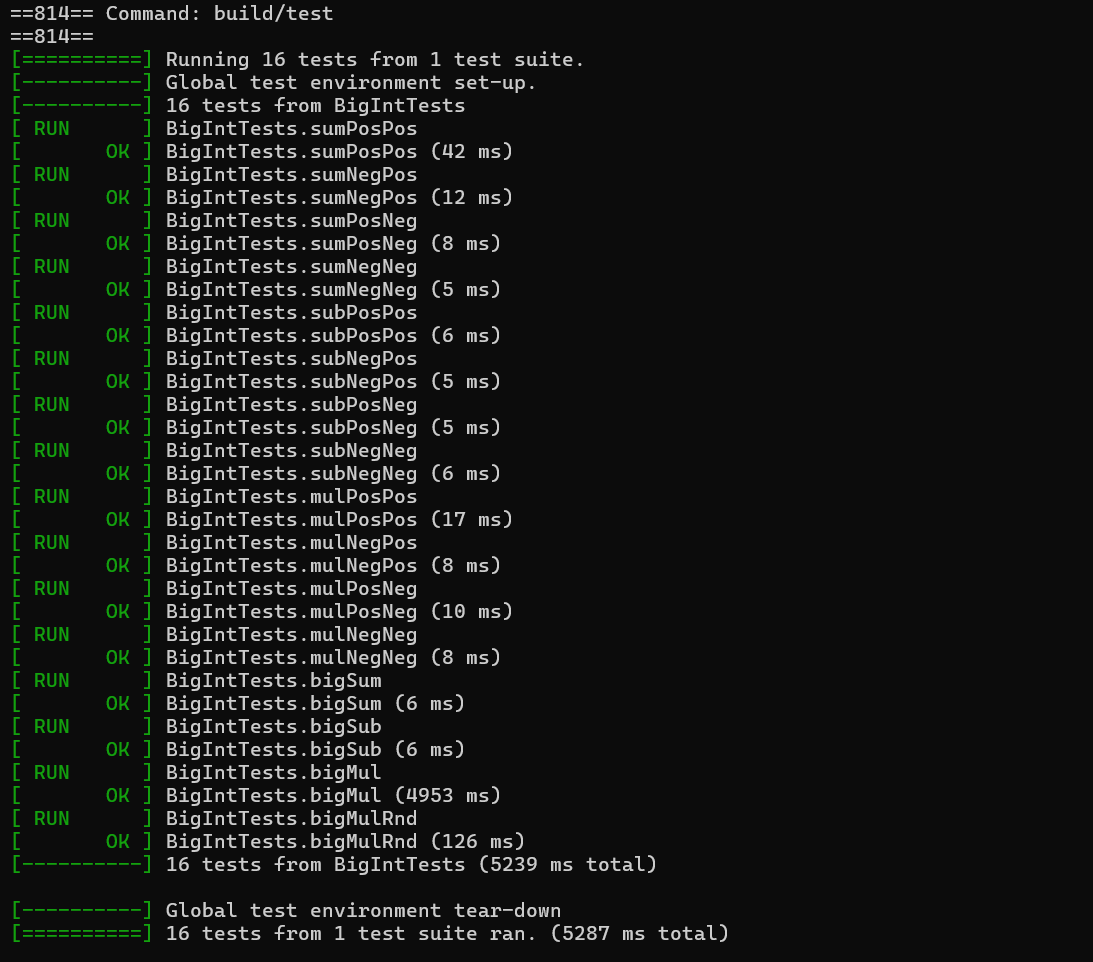 ==814== Command: build/test
==814==
[==========] Running 16 tests from 1 test suite.
[----------] Global test environment set-up.
[----------] 16 tests from BigIntTests
[ RUN      ] BigIntTests.sumPosPos
[       OK ] BigIntTests.sumPosPos (42 ms)
[ RUN      ] BigIntTests.sumNegPos
[       OK ] BigIntTests.sumNegPos (12 ms)
[ RUN      ] BigIntTests.sumPosNeg
[       OK ] BigIntTests.sumPosNeg (8 ms)
[ RUN      ] BigIntTests.sumNegNeg
[       OK ] BigIntTests.sumNegNeg (5 ms)
[ RUN      ] BigIntTests.subPosPos
[       OK ] BigIntTests.subPosPos (6 ms)
[ RUN      ] BigIntTests.subNegPos
[       OK ] BigIntTests.subNegPos (5 ms)
[ RUN      ] BigIntTests.subPosNeg
[       OK ] BigIntTests.subPosNeg (5 ms)
[ RUN      ] BigIntTests.subNegNeg
[       OK ] BigIntTests.subNegNeg (6 ms)
[ RUN      ] BigIntTests.mulPosPos
[       OK ] BigIntTests.mulPosPos (17 ms)
[ RUN      ] BigIntTests.mulNegPos
[       OK ] BigIntTests.mulNegPos (8 ms)
[ RUN      ] BigIntTests.mulPosNeg
[       OK ] BigIntTests.mulPosNeg (10 ms)
[ RUN      ] BigIntTests.mulNegNeg
[       OK ] BigIntTests.mulNegNeg (8 ms)
[ RUN      ] BigIntTests.bigSum
[       OK ] BigIntTests.bigSum (6 ms)
[ RUN      ] BigIntTests.bigSub
[       OK ] BigIntTests.bigSub (6 ms)
[ RUN      ] BigIntTests.bigMul
[       OK ] BigIntTests.bigMul (4953 ms)
[ RUN      ] BigIntTests.bigMulRnd
[       OK ] BigIntTests.bigMulRnd (126 ms)
[----------] 16 tests from BigIntTests (5239 ms total)
[----------] Global test environment tear-down
[==========] 16 tests from 1 test suite ran. (5287 ms total)